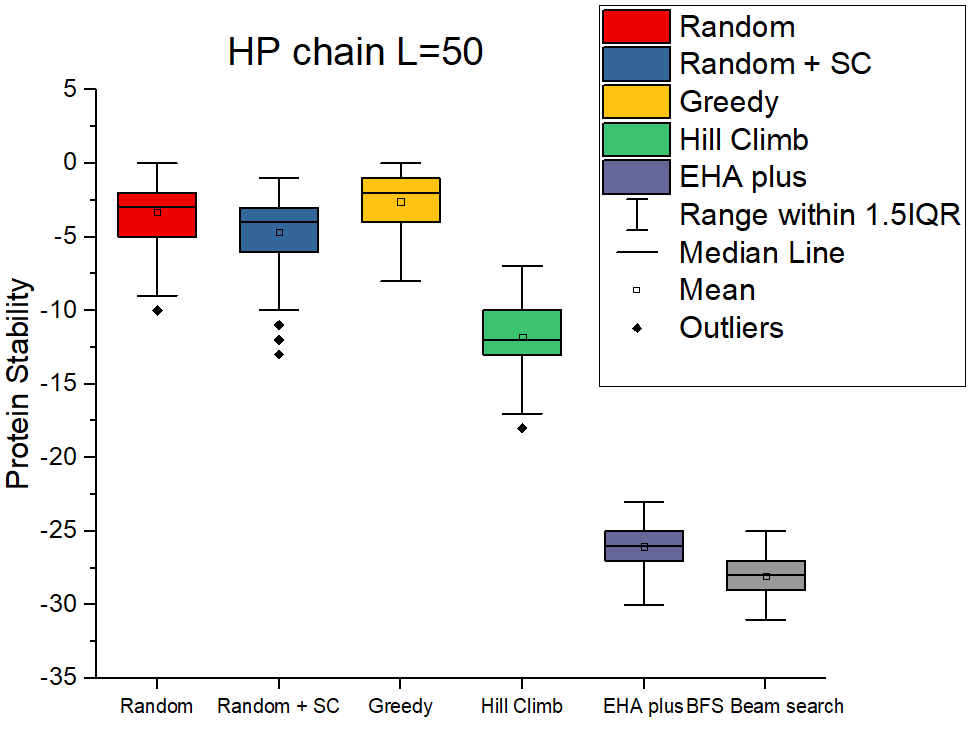 HP chain L=50
Random
Random + SC
Greedy
Hill Climb
EHA plus
Range within 1.5IQR
Median Line
Mean
Outliers
Protein Stability
5
0
-5
-10
-15
-20
-25
-30
-35
Random
Random + SC
Greedy
Hill Climb
EHA plus
BFS Beam search